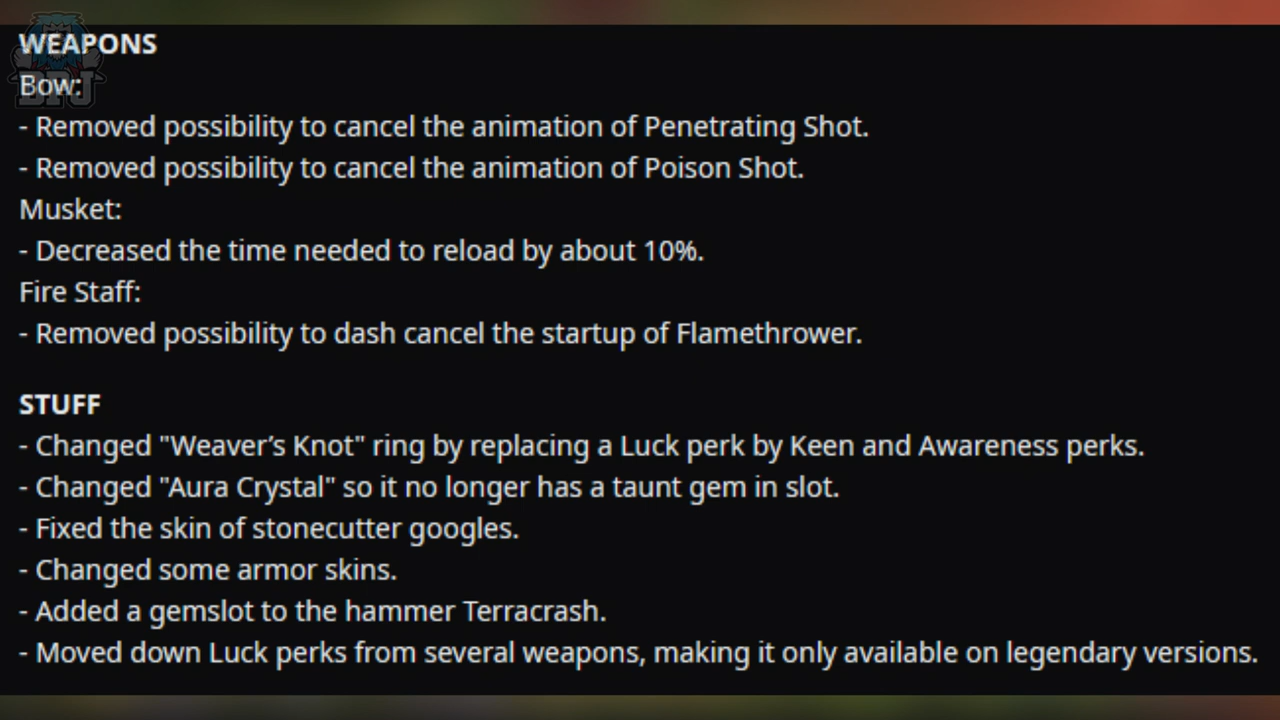 WEAPONS
Bow:
- Removed possibility to cancel the animation of Penetrating Shot.
- Removed possibility to cancel the animation of Poison Shot.
Musket:
- Decreased the time needed to reload by about 10%.
Fire Staff:
- Removed possibility to dash cancel the startup of Flamethrower.
STUFF
- Changed "Weaver’s Knot" ring by replacing a Luck perk by Keen and Awareness perks.
- Changed "Aura Crystal" so it no longer has a taunt gem in slot.
- Fixed the skin of stonecutter googles.
- Changed some armor skins.
- Added a gemslot to the hammer Terracrash.
- Moved down Luck perks from several weapons, making it only available on legendary versions.